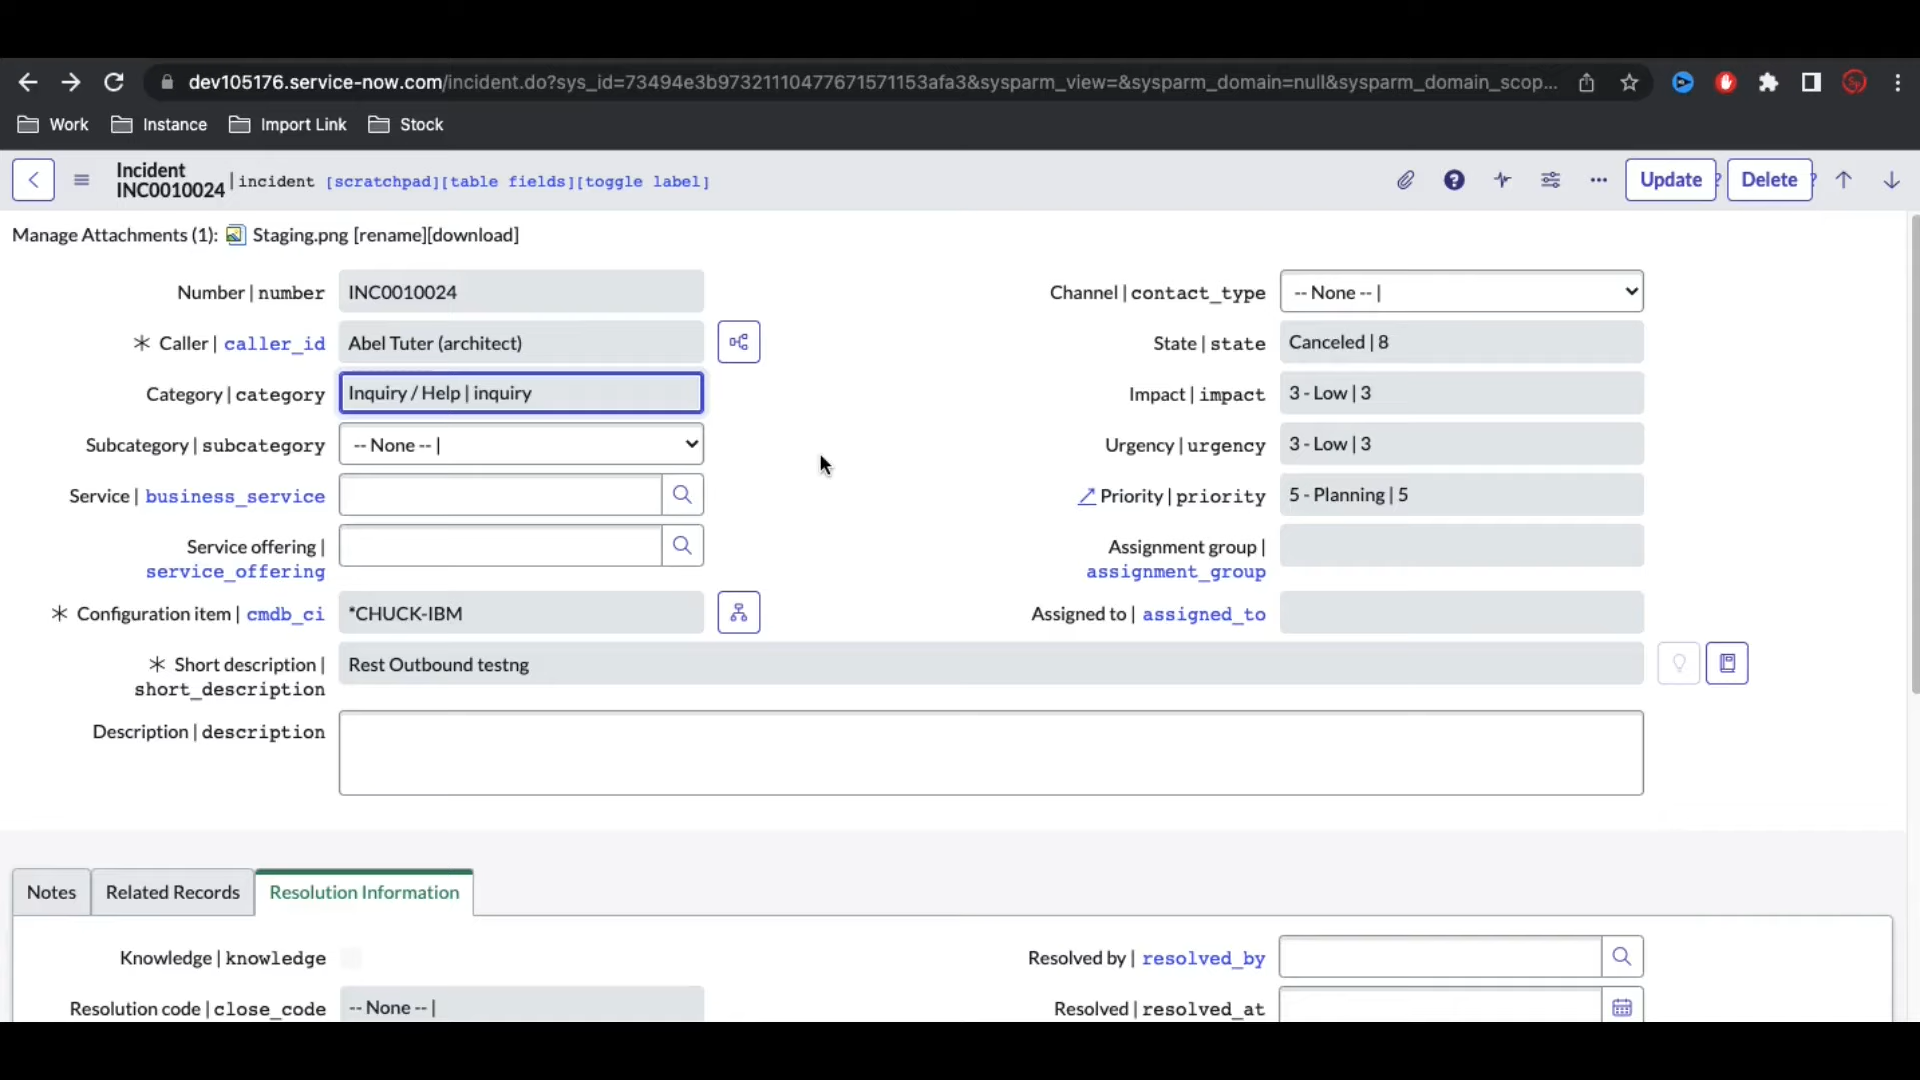 dev105176.service-now.com/incident.do?sys_id=73494e3b97321110477671571153afa3&sysparm_view=&sysparm_domain=null&sysparm_domain_scop...
Work Instance Import Link Stock
Incident
INC0010024 | incident [scratchpad][table fields][toggle label]
Update ? Delete ?
Manage Attachments (1): Staging.png [rename][download]
Number | number INC0010024
Channel | contact_type -- None -- |
* Caller | caller_id Abel Tuter (architect)
State | state Canceled | 8
Category | category Inquiry / Help | inquiry
Impact | impact 3 - Low | 3
Subcategory | subcategory -- None -- |
Urgency | urgency 3 - Low | 3
Service | business_service
Priority | priority 5 - Planning | 5
Service offering |
service_offering
Assignment group |
assignment_group
* Configuration item | cmdb_ci *CHUCK-IBM
Assigned to | assigned_to
* Short description |
short_description
Rest Outbound testng
Description | description
Notes Related Records Resolution Information
Knowledge | knowledge
Resolved by | resolved_by
Resolution code | close_code -- None -- |
Resolved | resolved_at